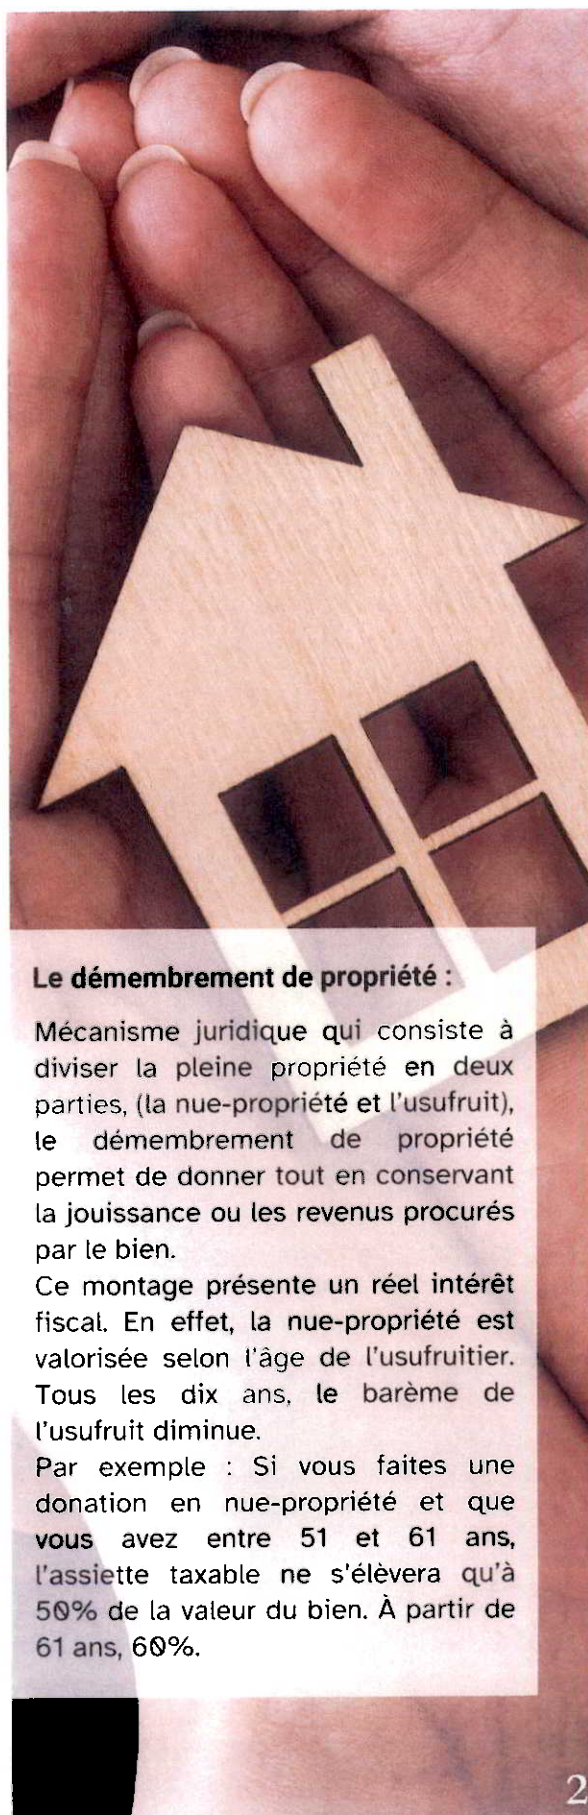 Le démembrement de propriété :
Mécanisme juridique qui consiste à
diviser la pleine propriété en deux
parties, (la nue-propriété et l'usufruit),
le démembrement de propriété
permet de donner tout en conservant
la jouissance ou les revenus procurés
par le bien.
Ce montage présente un réel intérêt
fiscal. En effet, la nue-propriété est
valorisée selon l'âge de l'usufruitier.
Tous les dix ans, le barème de
l'usufruit diminue.
Par exemple : Si vous faites une
donation en nue-propriété et que
vous avez entre 51 et 61 ans,
l'assiette taxable ne s'élèvera qu'à
50% de la valeur du bien. À partir de
61 ans, 60%.
2